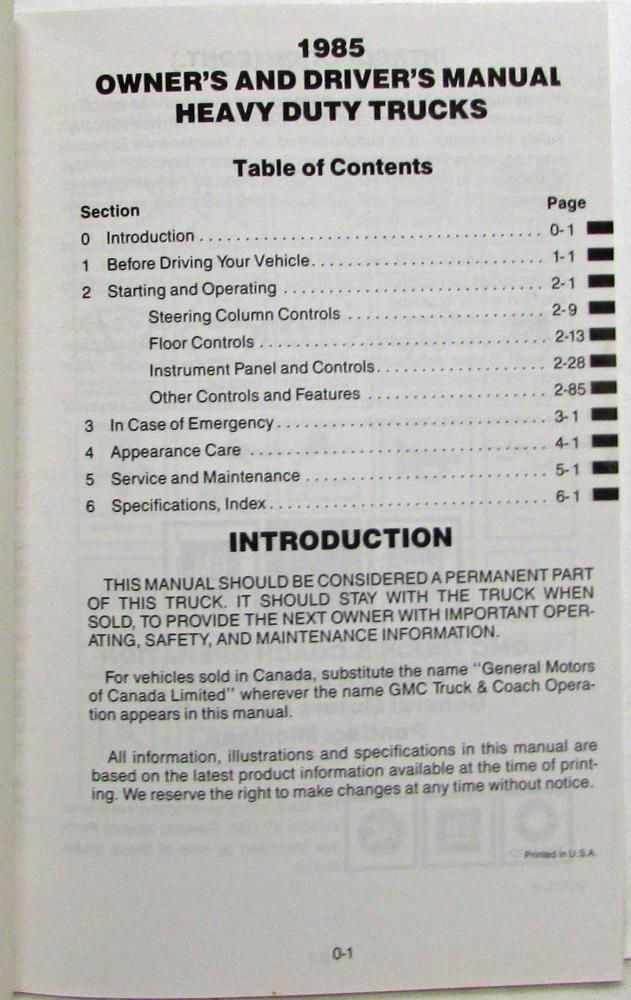 1985
OWNER'S AND DRIVER'S MANUAL
HEAVY DUTY TRUCKS
Table of Contents
Section Page
0 Introduction . . . . . . . . . . . . . . . . . . . . . . . . . . . . . . . . . . . . . 0-1
1 Before Driving Your Vehicle. . . . . . . . . . . . . . . . . . . . . . . . . 1-1
2 Starting and Operating . . . . . . . . . . . . . . . . . . . . . . . . . . . . 2-1
Steering Column Controls . . . . . . . . . . . . . . . . . . . . . 2-9
Floor Controls . . . . . . . . . . . . . . . . . . . . . . . . . . . . . . . 2-13
Instrument Panel and Controls. . . . . . . . . . . . . . . . . . 2-28
Other Controls and Features . . . . . . . . . . . . . . . . . . . 2-85
3 In Case of Emergency . . . . . . . . . . . . . . . . . . . . . . . . . . . . . 3-1
4 Appearance Care . . . . . . . . . . . . . . . . . . . . . . . . . . . . . . . . 4-1
5 Service and Maintenance . . . . . . . . . . . . . . . . . . . . . . . . . . 5-1
6 Specifications, Index . . . . . . . . . . . . . . . . . . . . . . . . . . . . . . 6-1
INTRODUCTION
THIS MANUAL SHOULD BE CONSIDERED A PERMANENT PART
OF THIS TRUCK. IT SHOULD STAY WITH THE TRUCK WHEN
SOLD, TO PROVIDE THE NEXT OWNER WITH IMPORTANT OPER-
ATING, SAFETY, AND MAINTENANCE INFORMATION.
For vehicles sold in Canada, substitute the name "General Motors
of Canada Limited" wherever the name GMC Truck & Coach Opera-
tion appears in this manual.
All information, illustrations and specifications in this manual are
based on the latest product information available at the time of print-
ing. We reserve the right to make changes at any time without notice.
Printed in U.S.A.
0-1